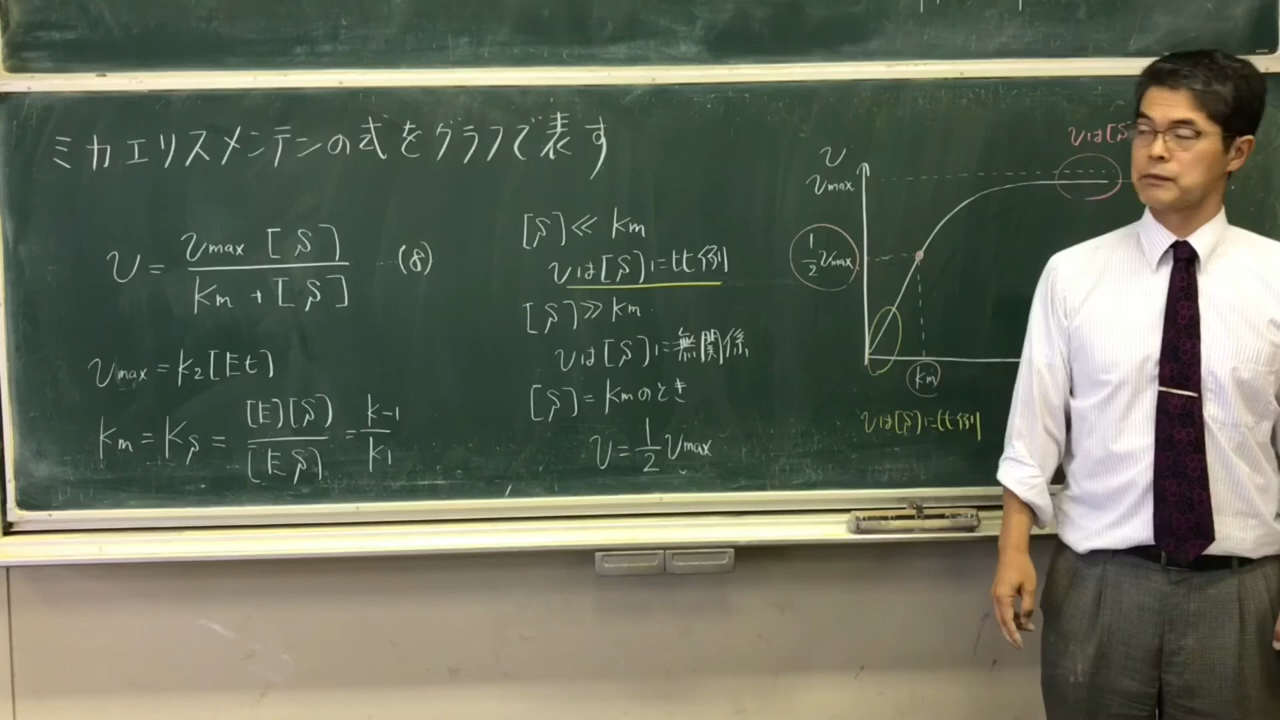 ミカエリスメンテンの式をグラフで表す
v = vmax [S] / Km + [S] …(8)
vmax = k2[Et]
Km = KS = [E][S] / [ES] = k-1 / k1
[S] ≪ Km
vは[S]に比例
[S] ≫ Km
vは[S]に無関係
[S] = Kmのとき
v = 1/2 vmax
v
vmax
1/2 vmax
Km
vは[S]に比例
vは[S